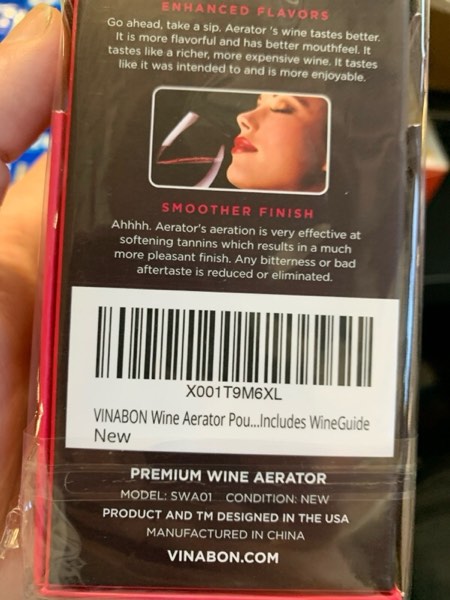 ENHANCED FLAVORS
Go ahead, take a sip. Aerator 's wine tastes better.
It is more flavorful and has better mouthfeel. It
tastes like a richer, more expensive wine. It tastes
like it was intended to and is more enjoyable.
SMOOTHER FINISH
Ahhhh. Aerator's aeration is very effective at
softening tannins which results in a much
more pleasant finish. Any bitterness or bad
aftertaste is reduced or eliminated.
X001T9M6XL
VINABON Wine Aerator Pou...Includes WineGuide
New
PREMIUM WINE AERATOR
MODEL: SWA01 CONDITION: NEW
PRODUCT AND TM DESIGNED IN THE USA
MANUFACTURED IN CHINA
VINABON.COM